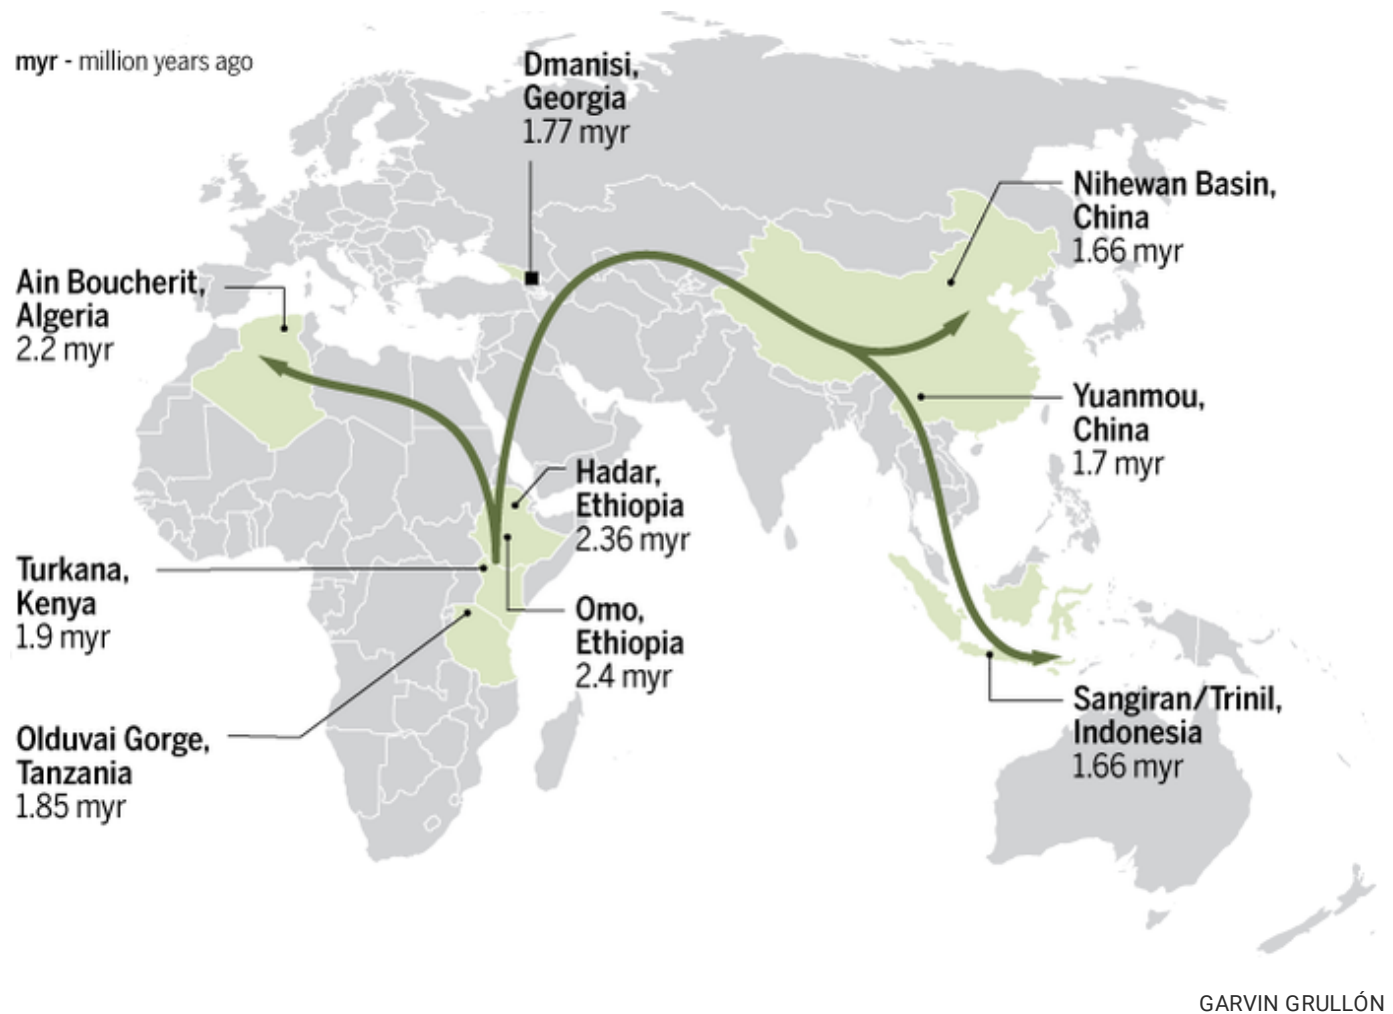 myr - million years ago
Dmanisi,
Georgia
1.77 myr
Nihewan Basin,
China
1.66 myr
Ain Boucherit,
Algeria
2.2 myr
Yuanmou,
China
1.7 myr
Hadar,
Ethiopia
2.36 myr
Turkana,
Kenya
1.9 myr
Omo,
Ethiopia
2.4 myr
Sangiran/Trinil,
Indonesia
1.66 myr
Olduvai Gorge,
Tanzania
1.85 myr
GARVIN GRULLÓN